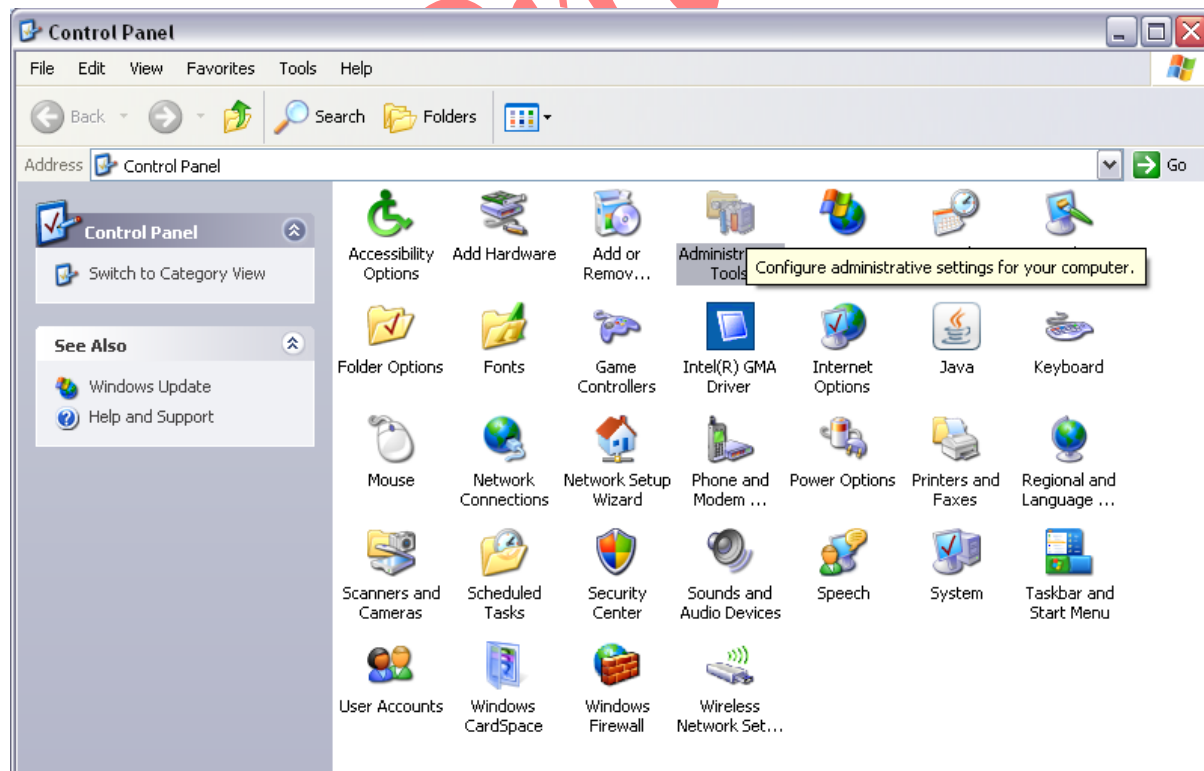 Control Panel
File Edit View Favorites Tools Help
Back Search Folders
Address Control Panel Go
Control Panel
Switch to Category View
See Also
Windows Update
Help and Support
Accessibility Options
Add Hardware
Add or Remov...
Administr
Tools
Configure administrative settings for your computer.
Folder Options
Fonts
Game
Controllers
Intel(R) GMA
Driver
Internet
Options
Java
Keyboard
Mouse
Network
Connections
Network Setup
Wizard
Phone and
Modem ...
Power Options
Printers and
Faxes
Regional and
Language ...
Scanners and
Cameras
Scheduled
Tasks
Security
Center
Sounds and
Audio Devices
Speech
System
Taskbar and
Start Menu
User Accounts
Windows
CardSpace
Windows
Firewall
Wireless
Network Set...